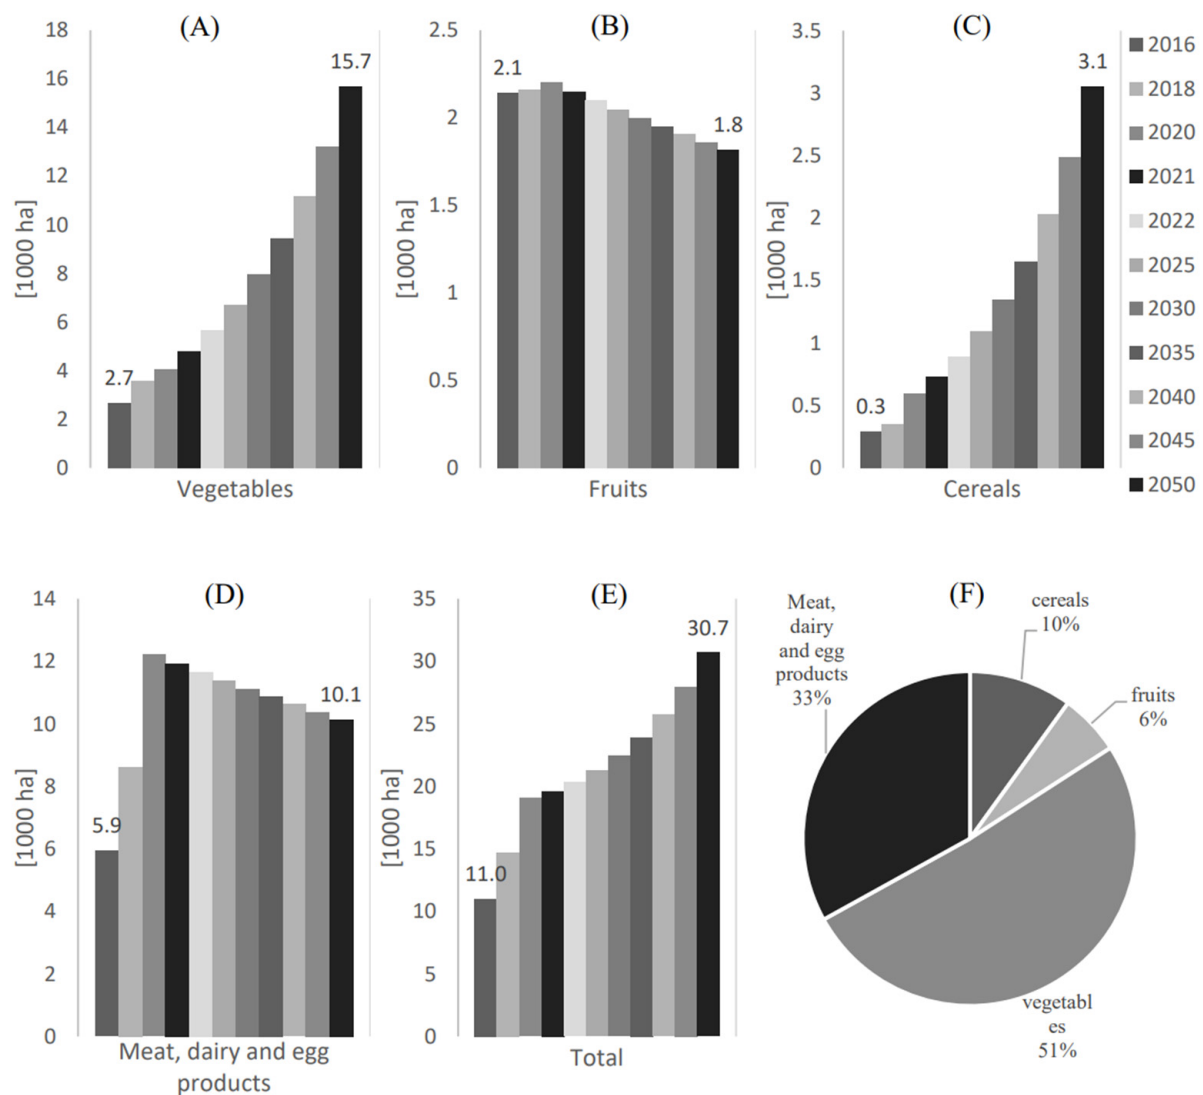 (A)
18
16
14
12
10
8
6
4
2
0
[1000 ha]
2.7
15.7
Vegetables
(B)
2.5
2
1.5
1
0.5
0
[1000 ha]
2.1
1.8
Fruits
(C)
3.5
3
2.5
2
1.5
1
0.5
0
[1000 ha]
0.3
3.1
Cereals
2016
2018
2020
2021
2022
2025
2030
2035
2040
2045
2050
(D)
14
12
10
8
6
4
2
0
[1000 ha]
5.9
10.1
Meat, dairy and egg
products
(E)
35
30
25
20
15
10
5
0
[1000 ha]
11.0
30.7
Total
(F)
Meat,
dairy
and egg
products
33%
cereals
10%
fruits
6%
vegetabl
es
51%